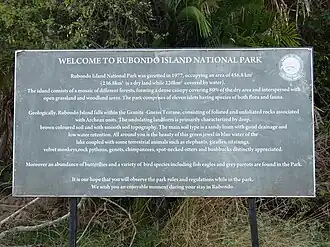 WELCOME TO RUBONDO ISLAND NATIONAL PARK
Rubondo Island National Park was gazetted in 1977, occupying an area of 456.8 km²
(236.8km² is a dry land while 220km² covered by water).
The island consists of a mosaic of different forests, forming a dense canopy covering 80% of the dry area and interspersed with
open grassland and woodland areas. The park comprises of eleven islets having species of both flora and fauna.
Geologically, Rubondo Island falls within the Granite - Gneiss Terrane, consisting of foliated and undulated rocks associated
with Archean units. The undulating landform is primarily characterized by deep,
brown coloured soil and with smooth soil topography. The main soil type is a sandy loam with good drainage and
low water retention. All around you is the beauty of this green jewel in blue water of the
lake coupled with some terrestrial animals such as elephants, giraffes, sitatunga,
velvet monkeys, rock pythons, genets, chimpanzees, spot-necked otters and bushbucks distinctively appreciated.
Moreover an abundance of butterflies and a variety of bird species including fish eagles and grey parrots are found in the Park.
It is our hope that you will observe the park rules and regulations while in the park.
We wish you an enjoyable moment during your stay in Rubondo.